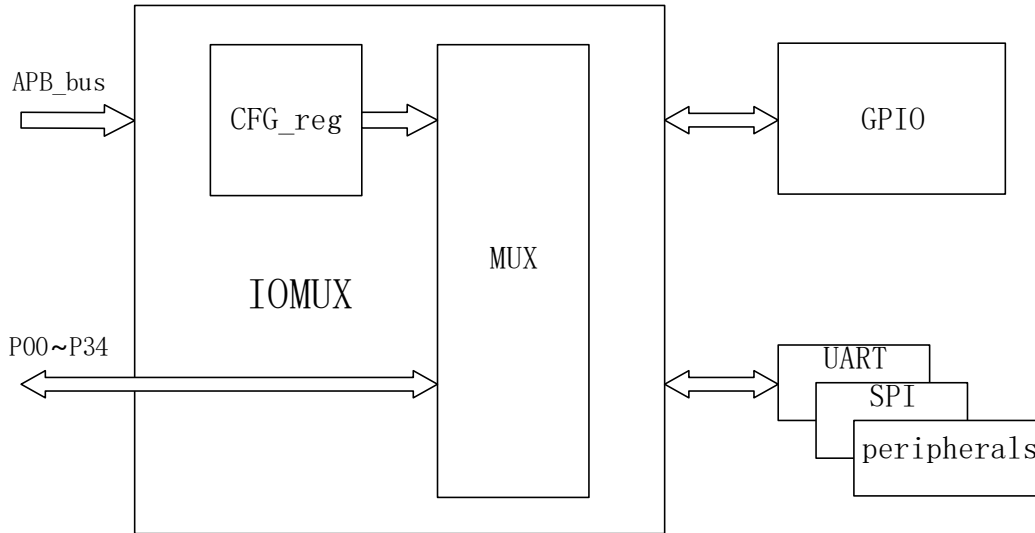 APB_bus
CFG_reg
GPIO
MUX
IOMUX
P00~P34
UART
SPI
peripherals